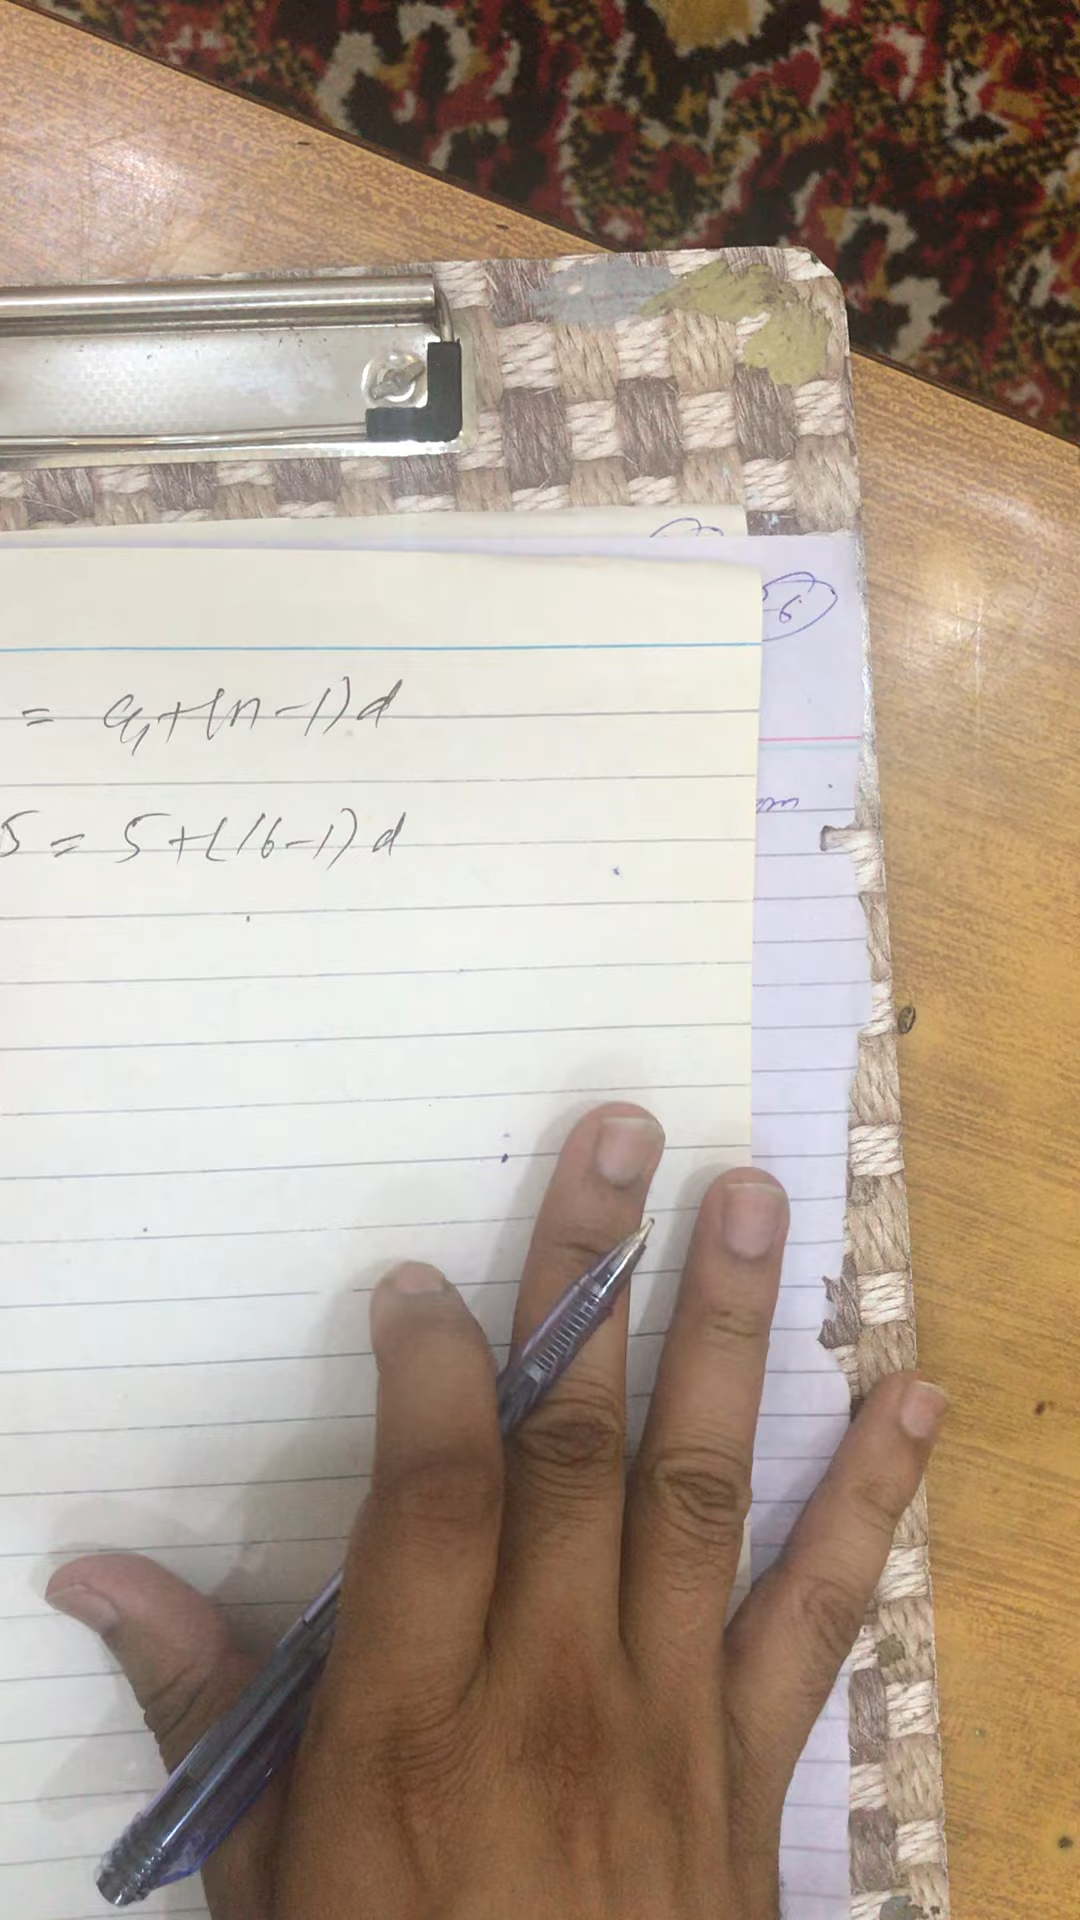 = a₁+(n-1)d
5 = 5+(16-1)d